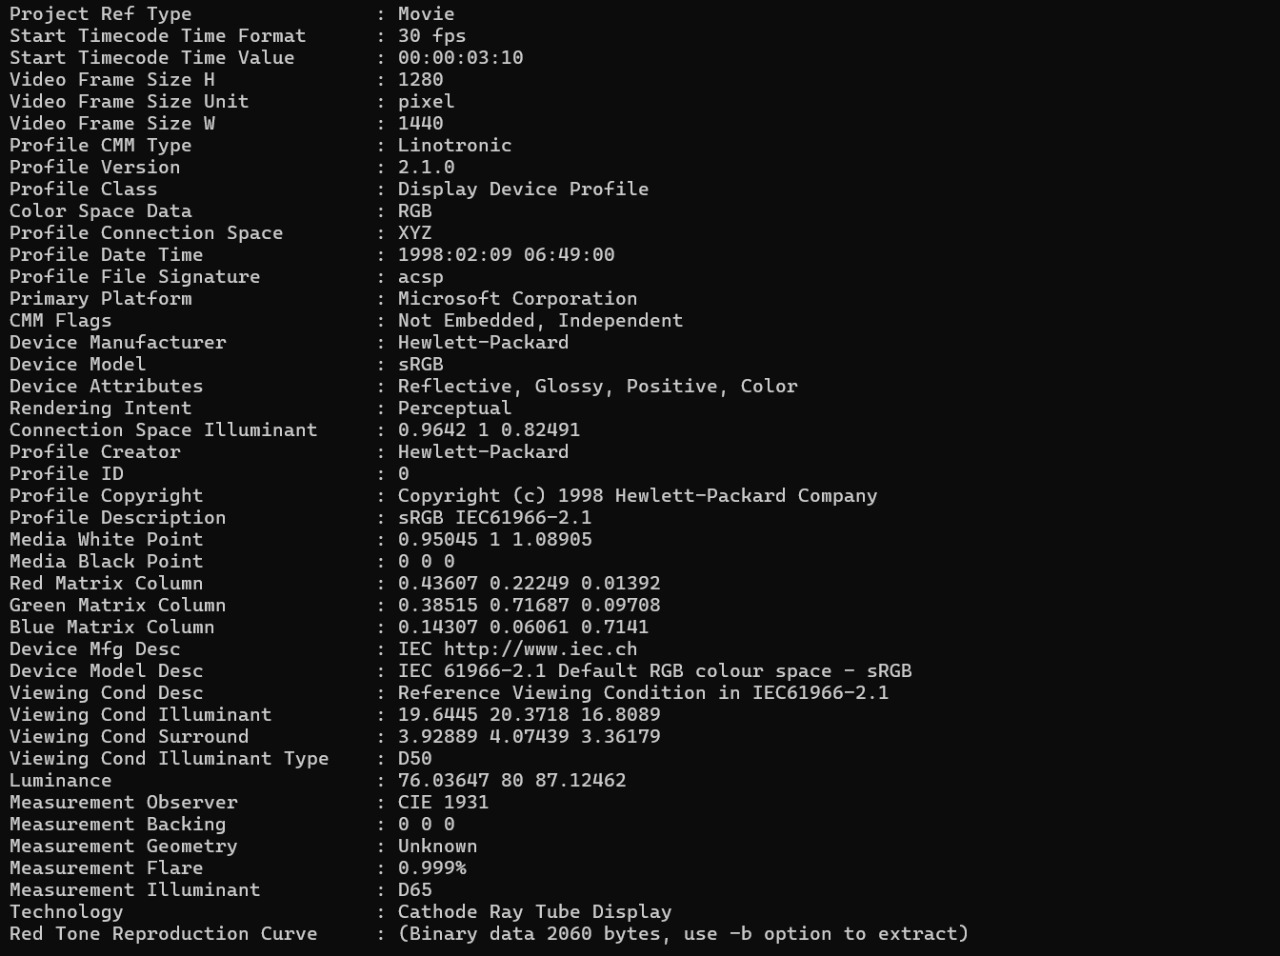 Project Ref Type : Movie
Start Timecode Time Format : 30 fps
Start Timecode Time Value : 00:00:03:10
Video Frame Size H : 1280
Video Frame Size Unit : pixel
Video Frame Size W : 1440
Profile CMM Type : Linotronic
Profile Version : 2.1.0
Profile Class : Display Device Profile
Color Space Data : RGB
Profile Connection Space : XYZ
Profile Date Time : 1998:02:09 06:49:00
Profile File Signature : acsp
Primary Platform : Microsoft Corporation
CMM Flags : Not Embedded, Independent
Device Manufacturer : Hewlett-Packard
Device Model : sRGB
Device Attributes : Reflective, Glossy, Positive, Color
Rendering Intent : Perceptual
Connection Space Illuminant : 0.9642 1 0.82491
Profile Creator : Hewlett-Packard
Profile ID : 0
Profile Copyright : Copyright (c) 1998 Hewlett-Packard Company
Profile Description : sRGB IEC61966-2.1
Media White Point : 0.95045 1 1.08905
Media Black Point : 0 0 0
Red Matrix Column : 0.43607 0.22249 0.01392
Green Matrix Column : 0.38515 0.71687 0.09708
Blue Matrix Column : 0.14307 0.06061 0.7141
Device Mfg Desc : IEC http://www.iec.ch
Device Model Desc : IEC 61966-2.1 Default RGB colour space - sRGB
Viewing Cond Desc : Reference Viewing Condition in IEC61966-2.1
Viewing Cond Illuminant : 19.6445 20.3718 16.8089
Viewing Cond Surround : 3.92889 4.07439 3.36179
Viewing Cond Illuminant Type : D50
Luminance : 76.03647 80 87.12462
Measurement Observer : CIE 1931
Measurement Backing : 0 0 0
Measurement Geometry : Unknown
Measurement Flare : 0.999%
Measurement Illuminant : D65
Technology : Cathode Ray Tube Display
Red Tone Reproduction Curve : (Binary data 2060 bytes, use -b option to extract)